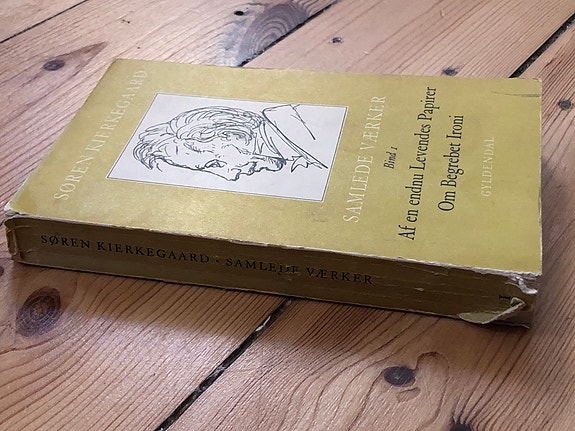 SØREN KIERKEGAARD
SAMLEDE VÆRKER
Bind 1
Af en endnu Levendes Papirer
Om Begrebet Ironi
GYLDENDAL
SØREN KIERKEGAARD · SAMLEDE VÆRKER